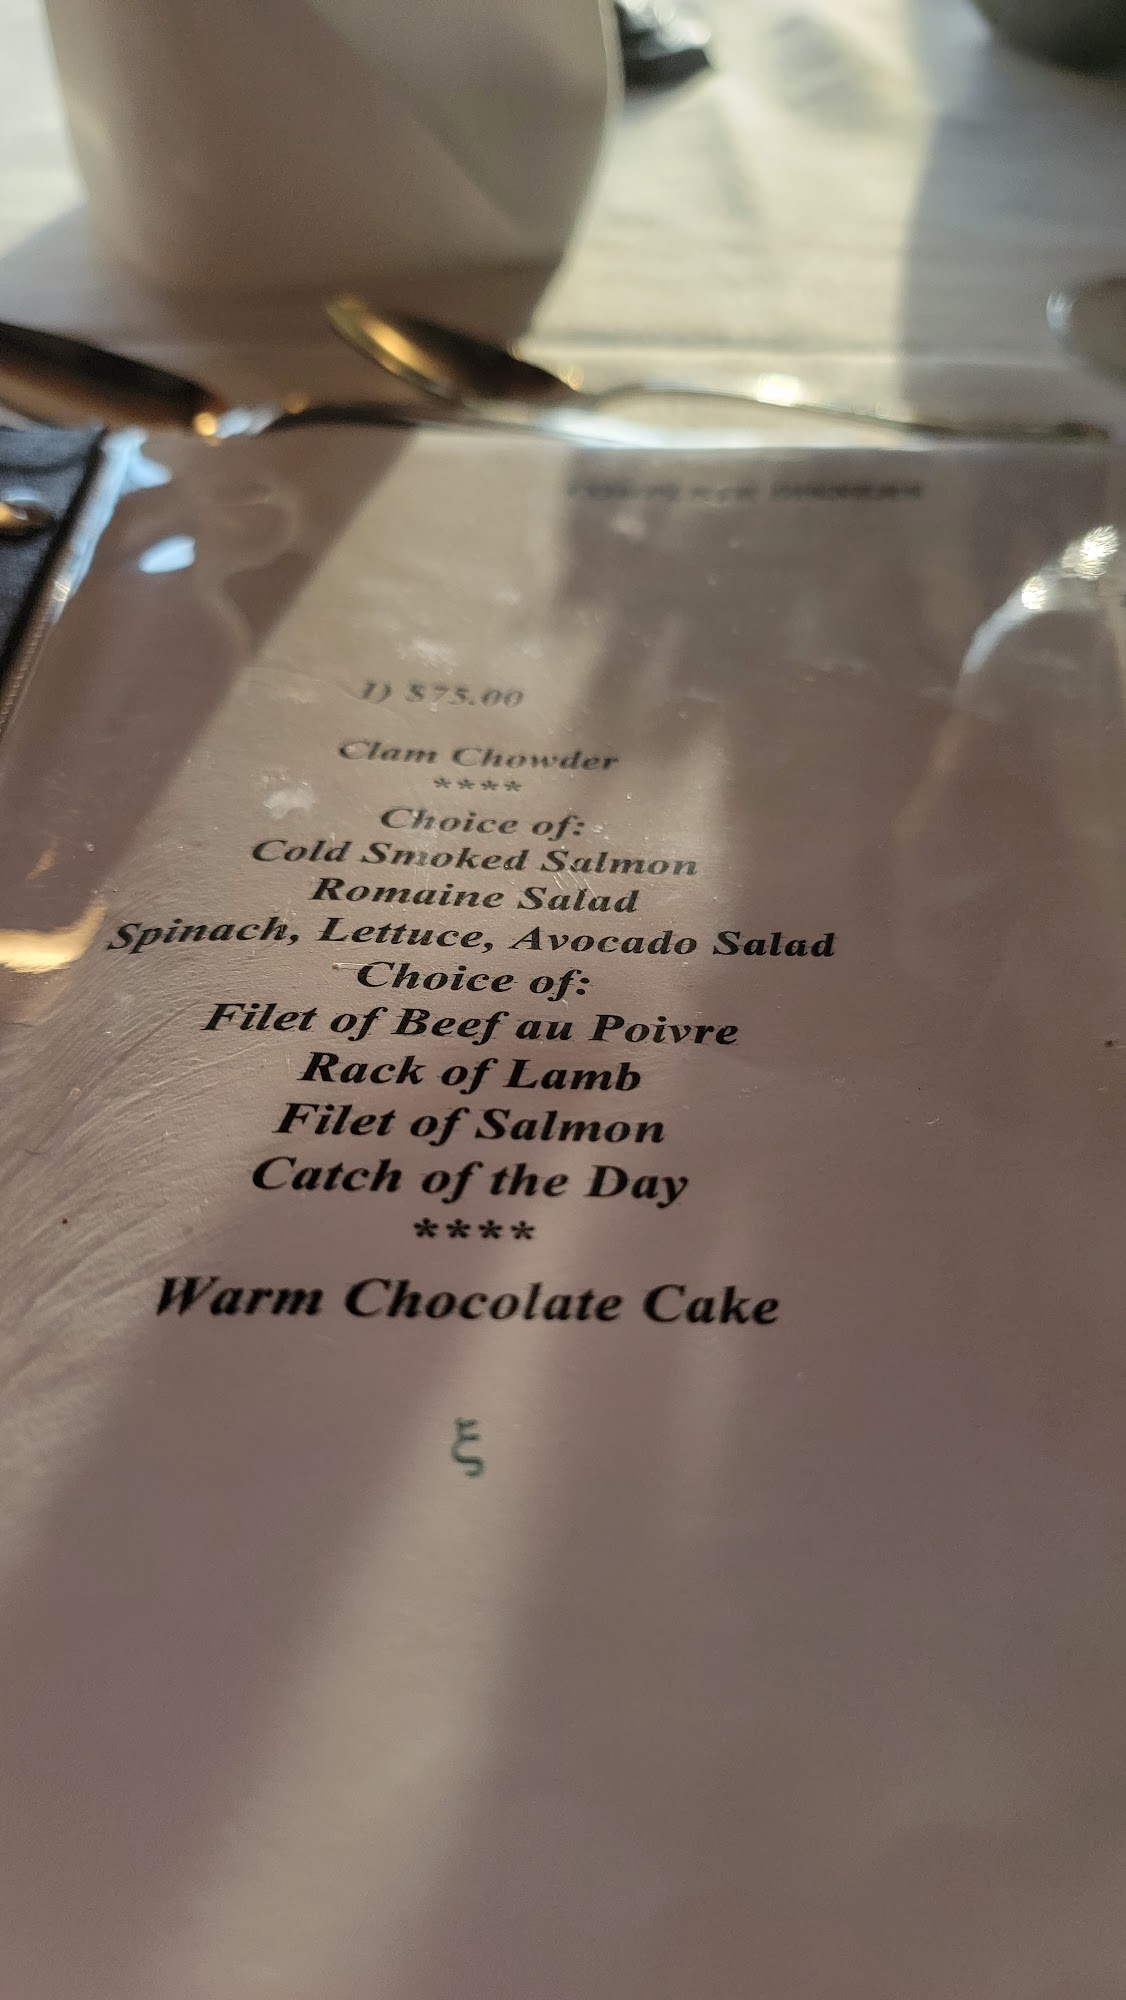 1) $75.00
Clam Chowder
****
Choice of:
Cold Smoked Salmon
Romaine Salad
Spinach, Lettuce, Avocado Salad
Choice of:
Filet of Beef au Poivre
Rack of Lamb
Filet of Salmon
Catch of the Day
****
Warm Chocolate Cake
ξ